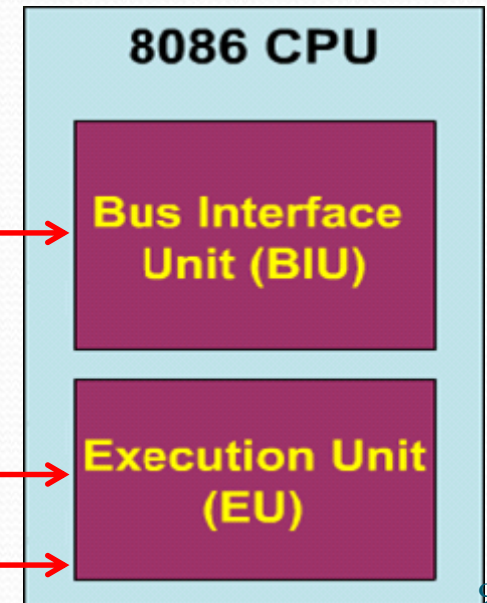 8086 CPU
Bus Interface
Unit (BIU)
Execution Unit
(EU)